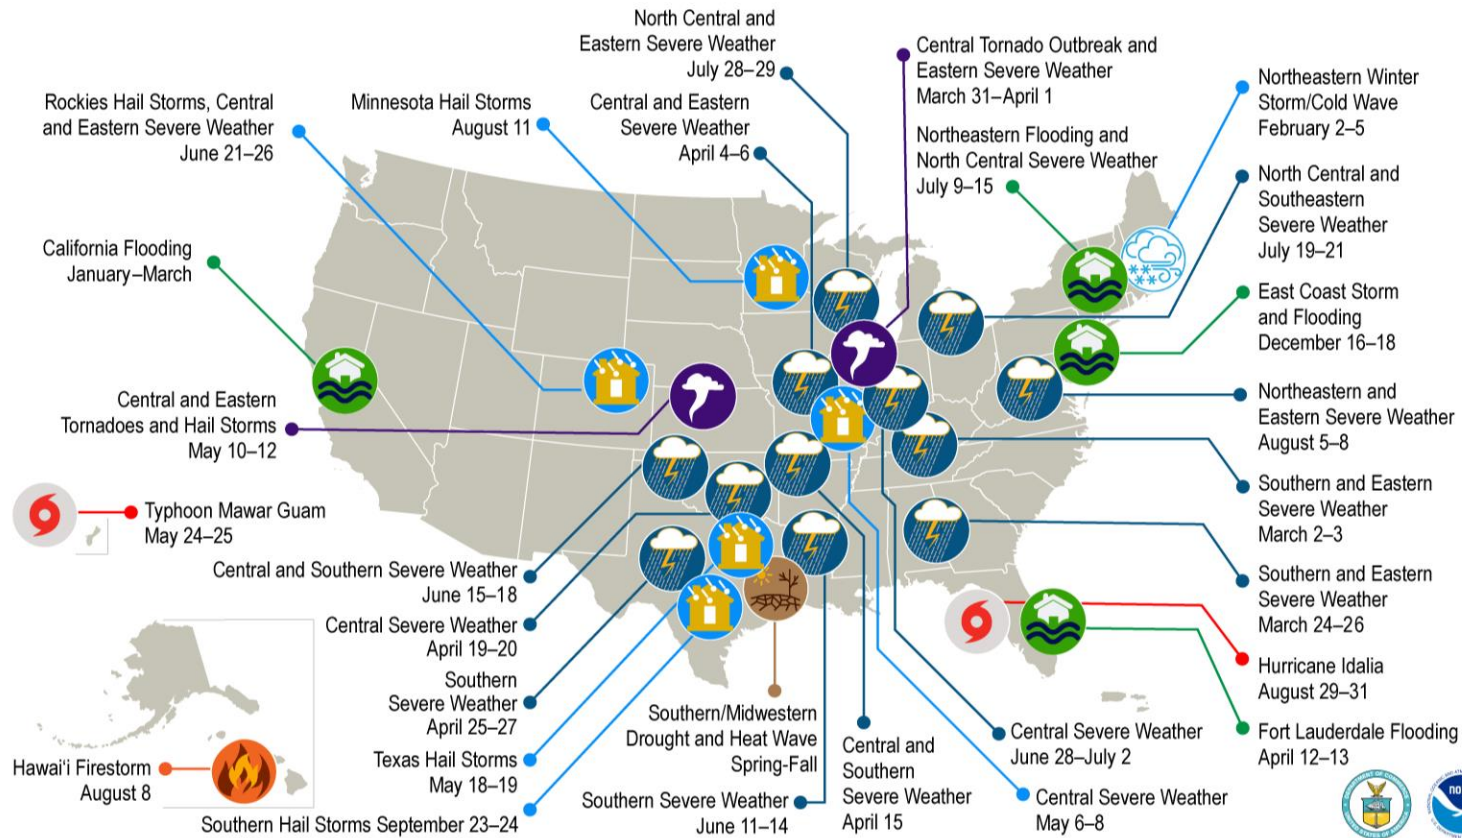 North Central and
Eastern Severe Weather
July 28–29
Central Tornado Outbreak and
Eastern Severe Weather
March 31–April 1
Northeastern Winter
Storm/Cold Wave
February 2–5
Rockies Hail Storms, Central
and Eastern Severe Weather
June 21–26
Minnesota Hail Storms
August 11
Central and Eastern
Severe Weather
April 4–6
Northeastern Flooding and
North Central Severe Weather
July 9–15
North Central and
Southeastern
Severe Weather
July 19–21
California Flooding
January–March
East Coast Storm
and Flooding
December 16–18
Central and Eastern
Tornadoes and Hail Storms
May 10–12
Northeastern and
Eastern Severe Weather
August 5–8
Typhoon Mawar Guam
May 24–25
Southern and Eastern
Severe Weather
March 2–3
Central and Southern Severe Weather
June 15–18
Southern and Eastern
Severe Weather
March 24–26
Central Severe Weather
April 19–20
Hurricane Idalia
August 29–31
Southern
Severe Weather
April 25–27
Southern/Midwestern
Drought and Heat Wave
Spring-Fall
Central and
Southern
Severe Weather
April 15
Central Severe Weather
June 28–July 2
Fort Lauderdale Flooding
April 12–13
Hawai‘i Firestorm
August 8
Texas Hail Storms
May 18–19
Southern Severe Weather
June 11–14
Central Severe Weather
May 6–8
Southern Hail Storms September 23–24